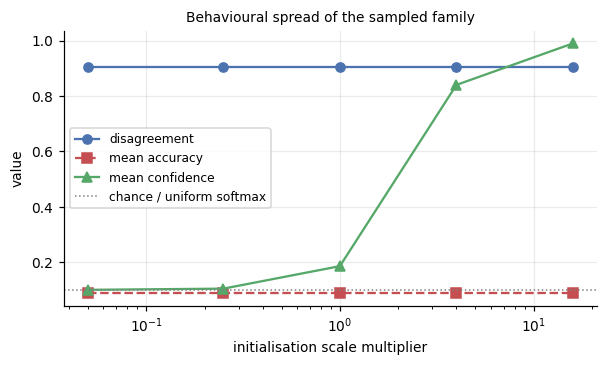 Behavioural spread of the sampled family
value
1.0
0.8
0.6
0.4
0.2
disagreement
mean accuracy
mean confidence
chance / uniform softmax
10⁻¹
10⁰
10¹
initialisation scale multiplier